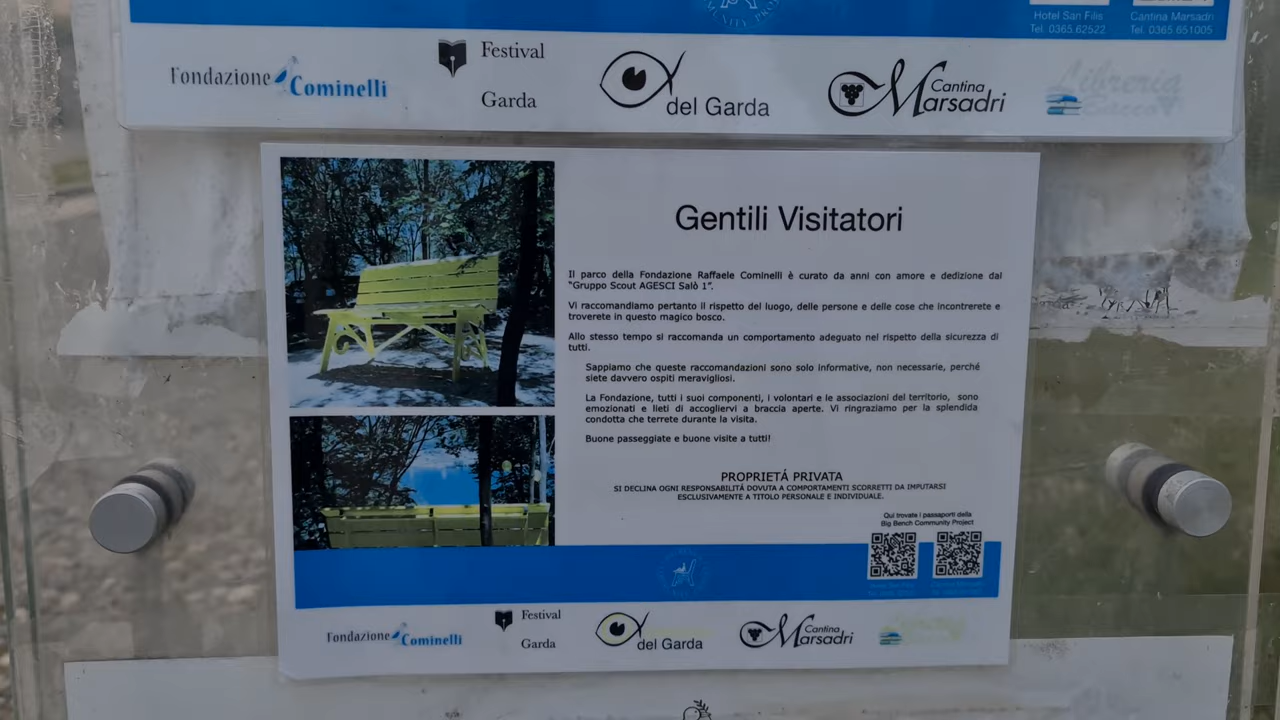 Hotel San Filis
Tel. 0365.62522
Cantina Marsadri
Tel. 0365 651005
Fondazione Cominelli
Festival
Garda
del Garda
Cantina
Marsadri
Libreria
Gentili Visitatori
Il parco della Fondazione Raffaele Cominelli è curato da anni con amore e dedizione dal
"Gruppo Scout AGESCI Salò 1".
Vi raccomandiamo pertanto il rispetto del luogo, delle persone e delle cose che incontrerete e
troverete in questo magico bosco.
Allo stesso tempo si raccomanda un comportamento adeguato nel rispetto della sicurezza di
tutti.
Sappiamo che queste raccomandazioni sono solo informative, non necessarie, perché
siete davvero ospiti meravigliosi.
La Fondazione, tutti i suoi componenti, i volontari e le associazioni del territorio, sono
emozionati e lieti di accogliervi a braccia aperte. Vi ringraziamo per la splendida
condotta che terrete durante la visita.
Buone passeggiate e buone visite a tutti!
PROPRIETÁ PRIVATA
SI DECLINA OGNI RESPONSABILITÁ DOVUTA A COMPORTAMENTI SCORRETTI DA IMPUTARSI
ESCLUSIVAMENTE A TITOLO PERSONALE E INDIVIDUALE.
Qui trovate i passaporti della
Big Bench Community Project
Fondazione Cominelli
Festival
Garda
del Garda
Cantina
Marsadri